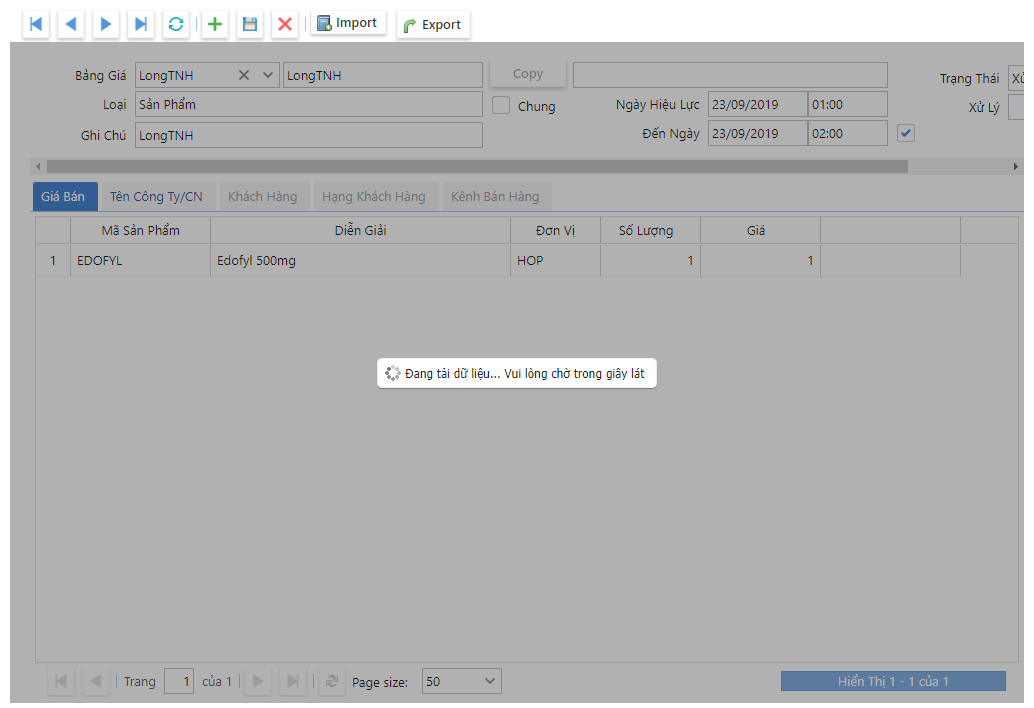 Import Export
Bảng Giá LongTNH LongTNH Copy Trạng Thái Xử
Loại Sản Phẩm Chung Ngày Hiệu Lực 23/09/2019 01:00 Xử Lý
Ghi Chú LongTNH Đến Ngày 23/09/2019 02:00
Giá Bán Tên Công Ty/CN Khách Hàng Hạng Khách Hàng Kênh Bán Hàng
Mã Sản Phẩm Diễn Giải Đơn Vị Số Lượng Giá
1 EDOFYL Edofyl 500mg HOP 1 1
Đang tải dữ liệu... Vui lòng chờ trong giây lát
Trang 1 của 1 Page size: 50 Hiển Thị 1 - 1 của 1